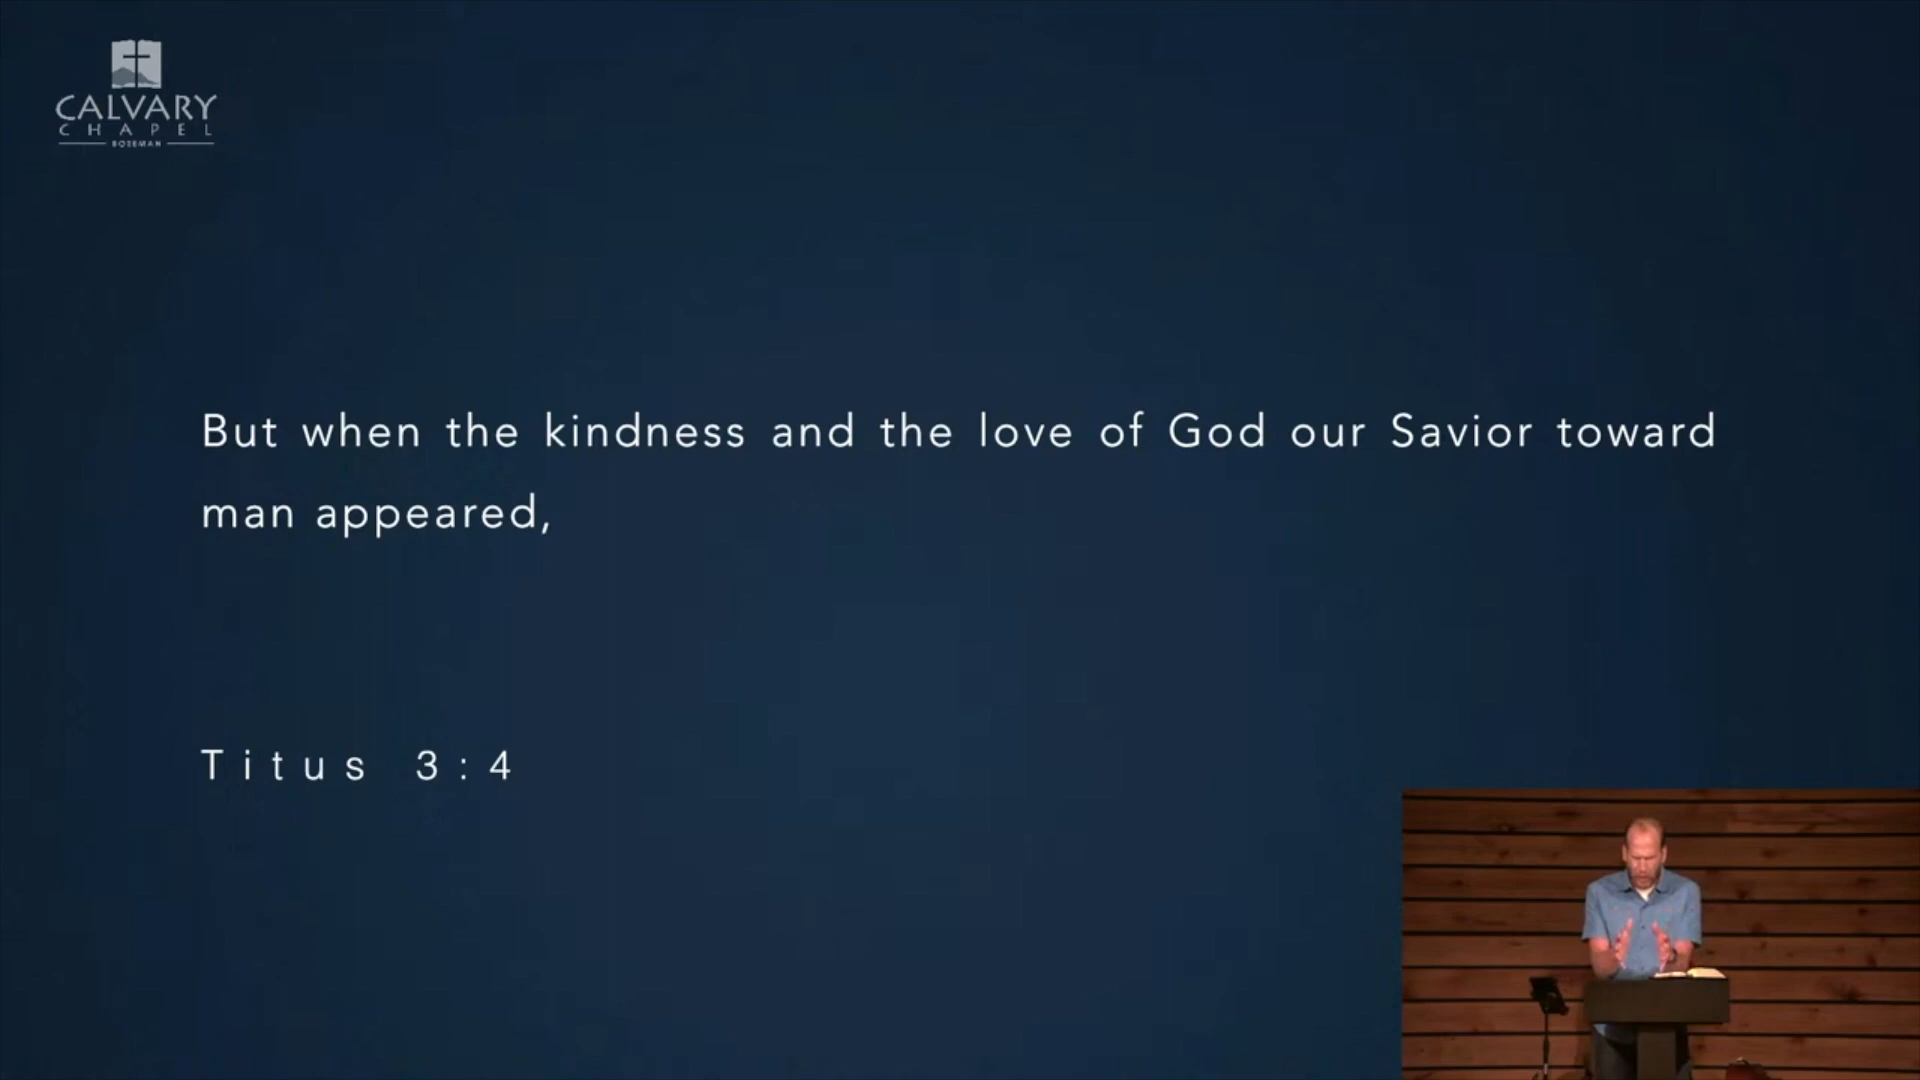 CALVARY
CHAPEL
BOZEMAN
But when the kindness and the love of God our Savior toward
man appeared,
Titus 3:4